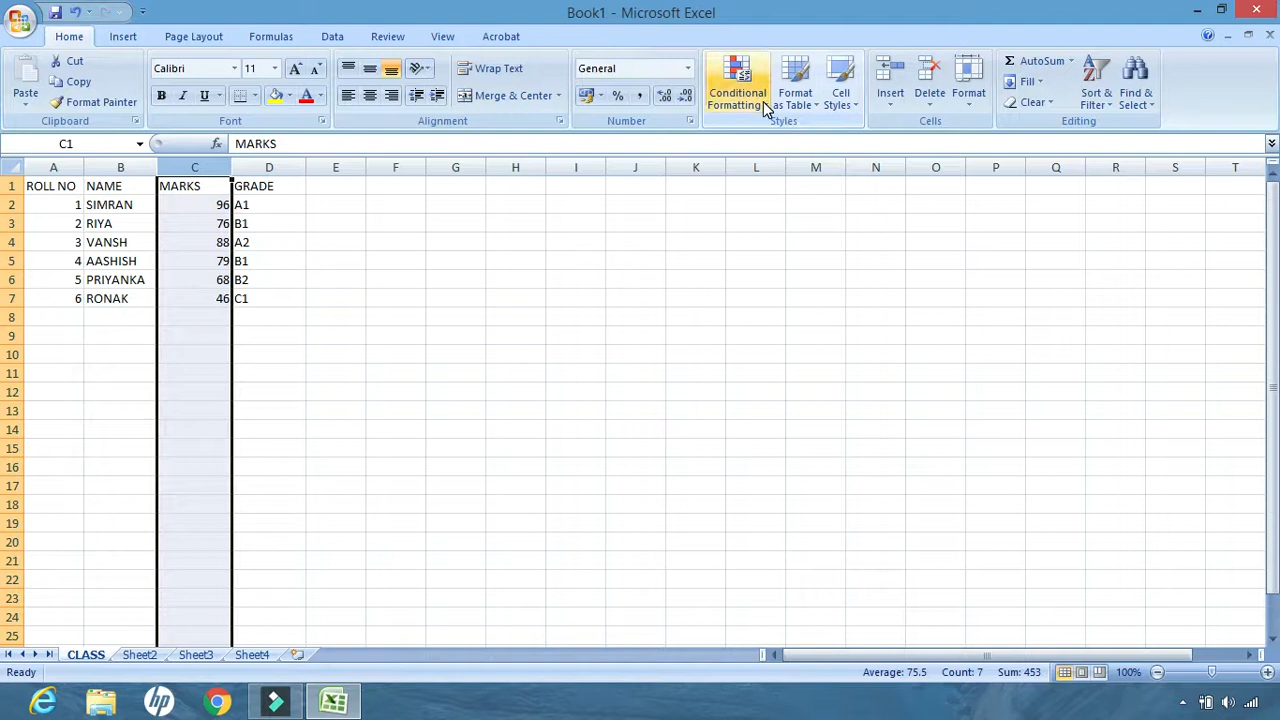 Book1 - Microsoft Excel
Home Insert Page Layout Formulas Data Review View Acrobat
Paste
Cut
Copy
Format Painter
Clipboard
Calibri 11
B I U
Font
Wrap Text
Merge & Center
Alignment
General
Number
Conditional Formatting
Format as Table
Cell Styles
Styles
Insert Delete Format
Cells
Σ AutoSum
Fill
Clear
Sort & Filter
Find & Select
Editing
C1 fx MARKS
A B C D E F G H I J K L M N O P Q R S T
1 ROLL NO NAME MARKS GRADE
2 1 SIMRAN 96 A1
3 2 RIYA 76 B1
4 3 VANSH 88 A2
5 4 AASHISH 79 B1
6 5 PRIYANKA 68 B2
7 6 RONAK 46 C1
8
9
10
11
12
13
14
15
16
17
18
19
20
21
22
23
24
25
CLASS Sheet2 Sheet3 Sheet4
Ready Average: 75.5 Count: 7 Sum: 453 100%